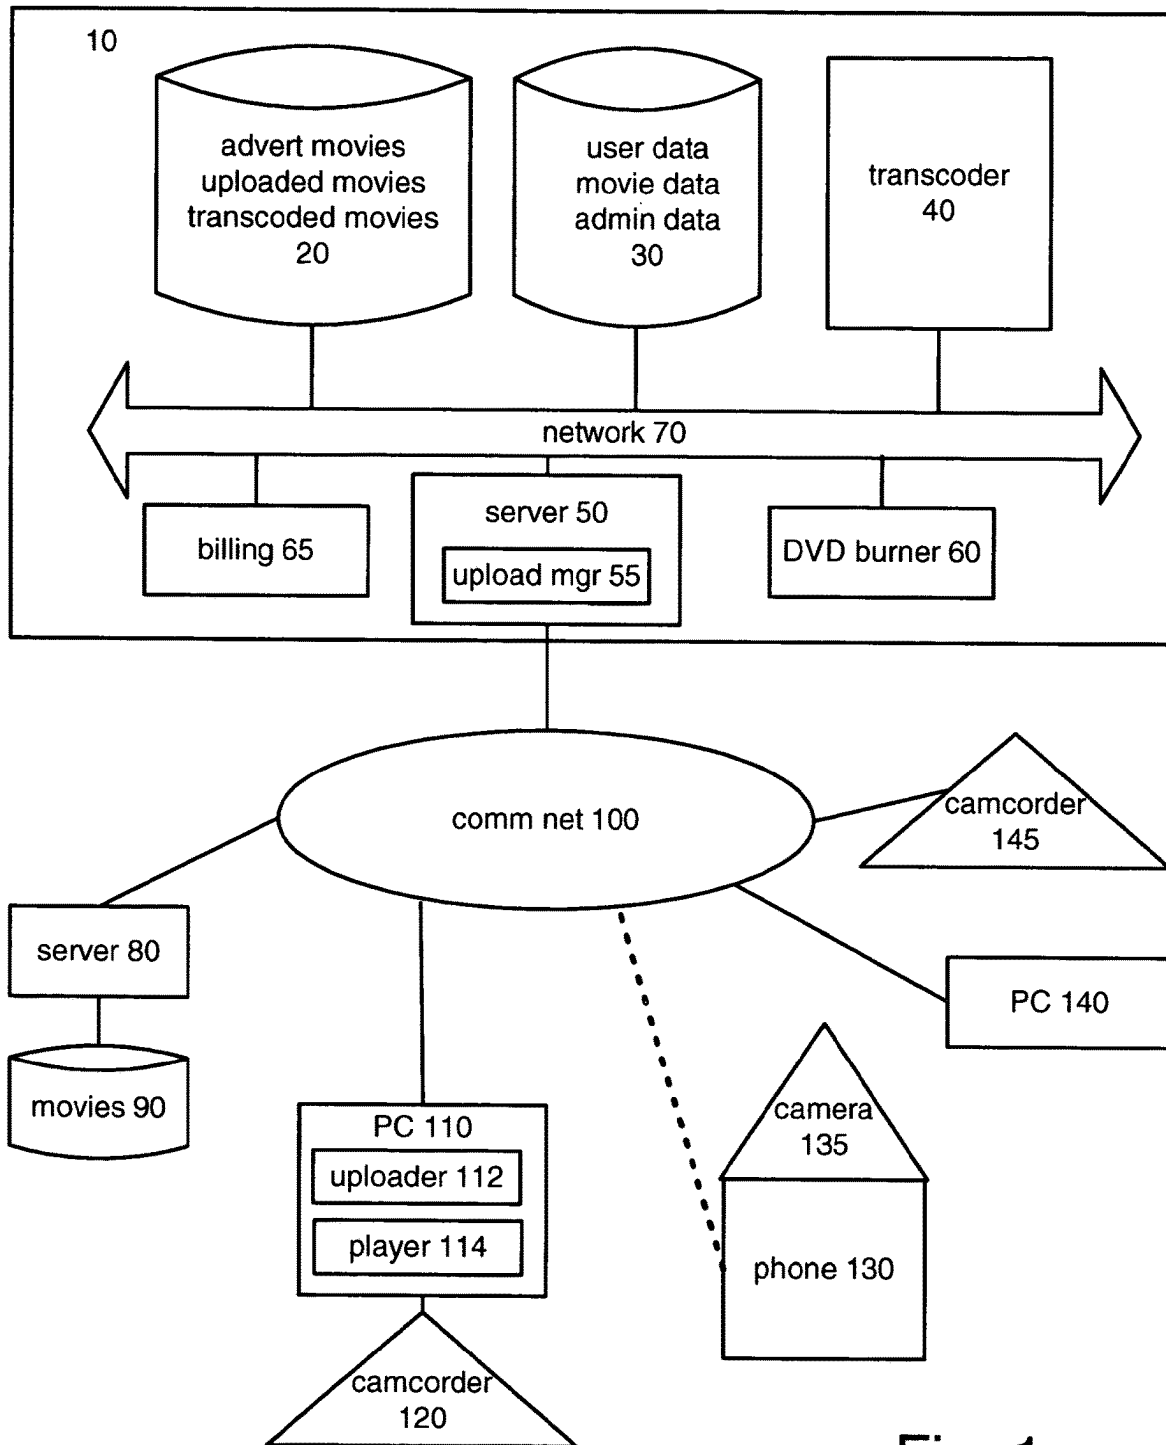 10
advert movies
uploaded movies
transcoded movies
20
user data
movie data
admin data
30
transcoder
40
network 70
billing 65
server 50
upload mgr 55
DVD burner 60
comm net 100
camcorder
145
server 80
movies 90
PC 140
PC 110
uploader 112
player 114
camera
135
phone 130
camcorder
120